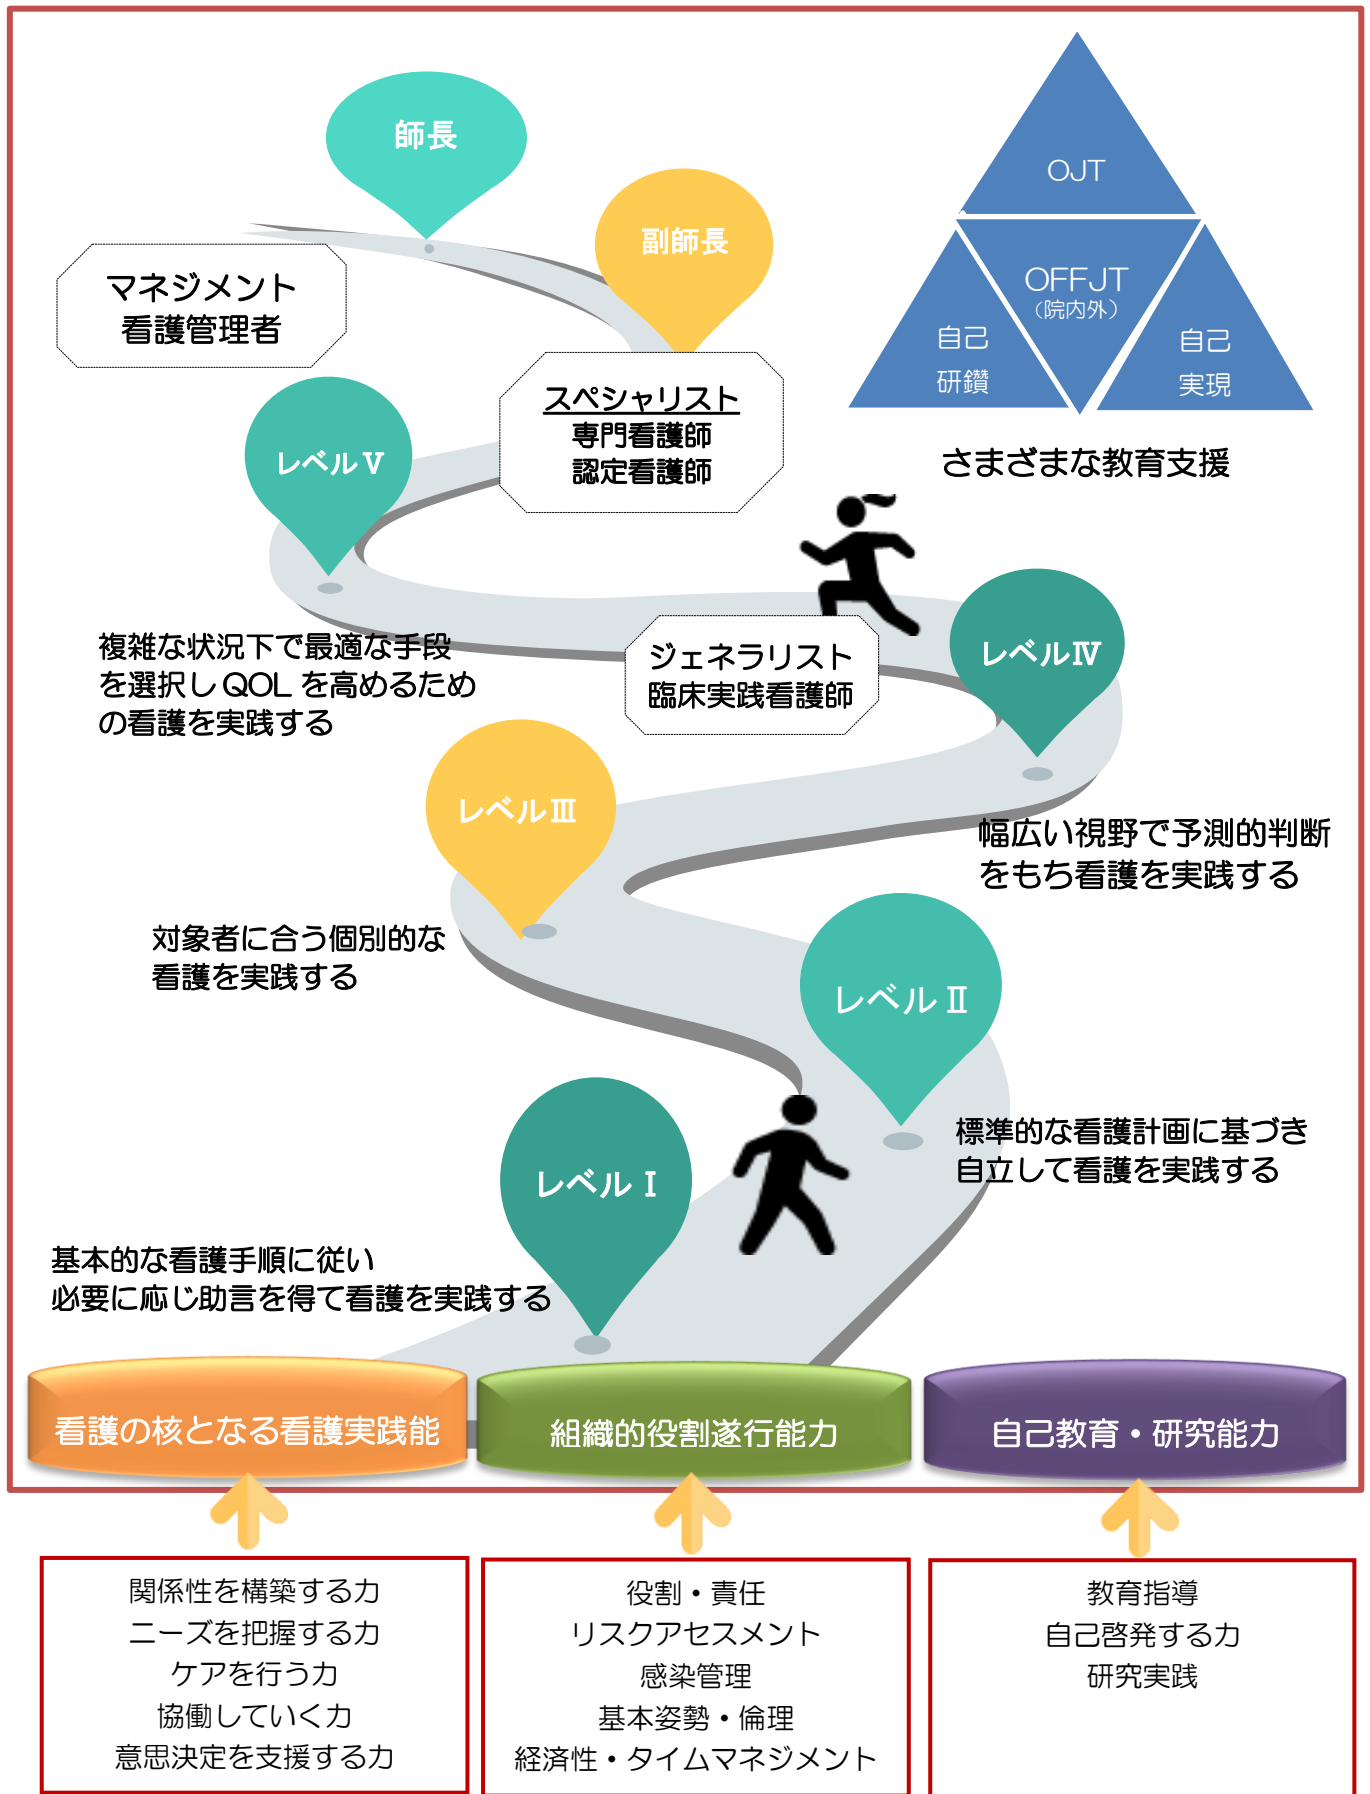 師長
副師長
マネジメント
看護管理者
スペシャリスト
専門看護師
認定看護師
OJT
OFFJT
（院内外）
自己
研鑽
自己
実現
さまざまな教育支援
レベルⅤ
複雑な状況下で最適な手段
を選択しQOLを高めるため
の看護を実践する
ジェネラリスト
臨床実践看護師
レベルⅣ
幅広い視野で予測的判断
をもち看護を実践する
レベルⅢ
対象者に合う個別的な
看護を実践する
レベルⅡ
標準的な看護計画に基づき
自立して看護を実践する
レベルⅠ
基本的な看護手順に従い
必要に応じ助言を得て看護を実践する
看護の核となる看護実践能
組織的役割遂行能力
自己教育・研究能力
関係性を構築する力
ニーズを把握する力
ケアを行う力
協働していく力
意思決定を支援する力
役割・責任
リスクアセスメント
感染管理
基本姿勢・倫理
経済性・タイムマネジメント
教育指導
自己啓発する力
研究実践